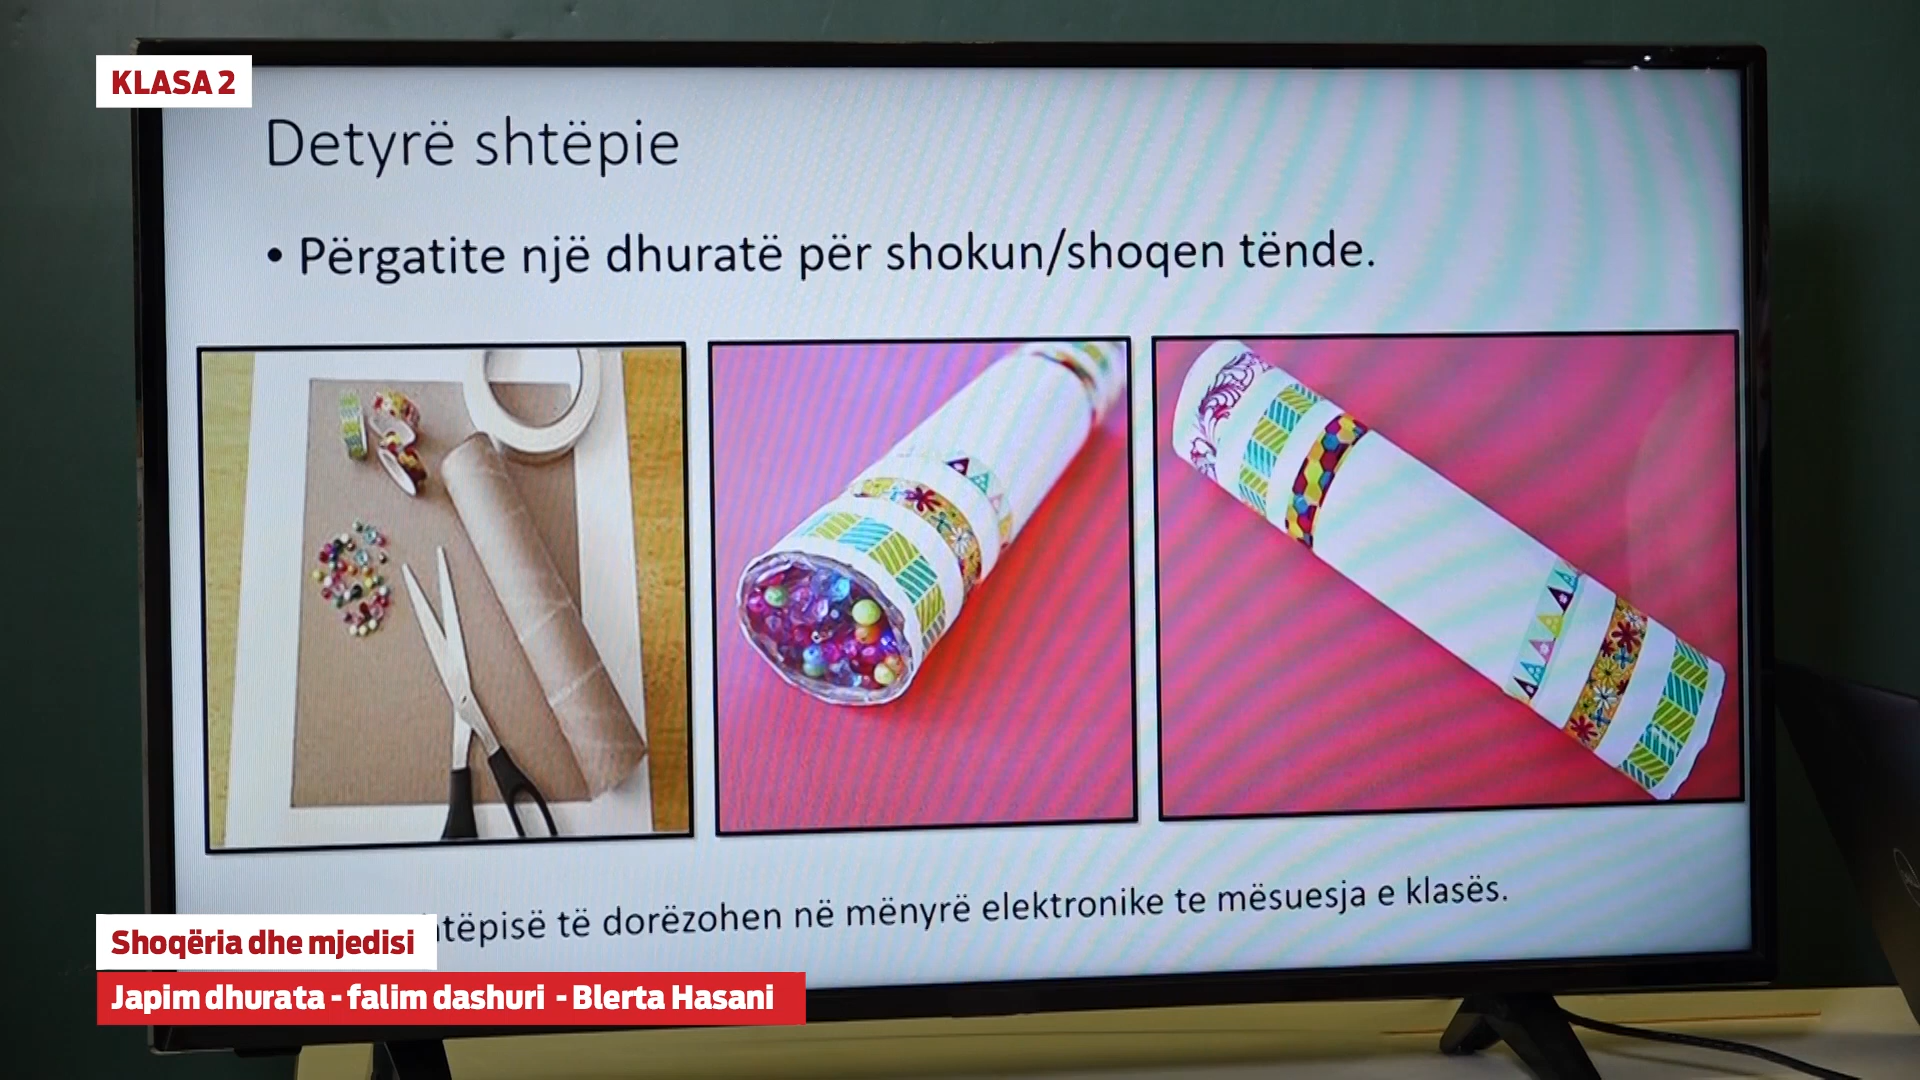 KLASA 2
Detyrë shtëpie
• Përgatite një dhuratë për shokun/shoqen tënde.
të dorëzohen në mënyrë elektronike te mësuesja e klasës.
Shoqëria dhe mjedisi
Japim dhurata - falim dashuri - Blerta Hasani